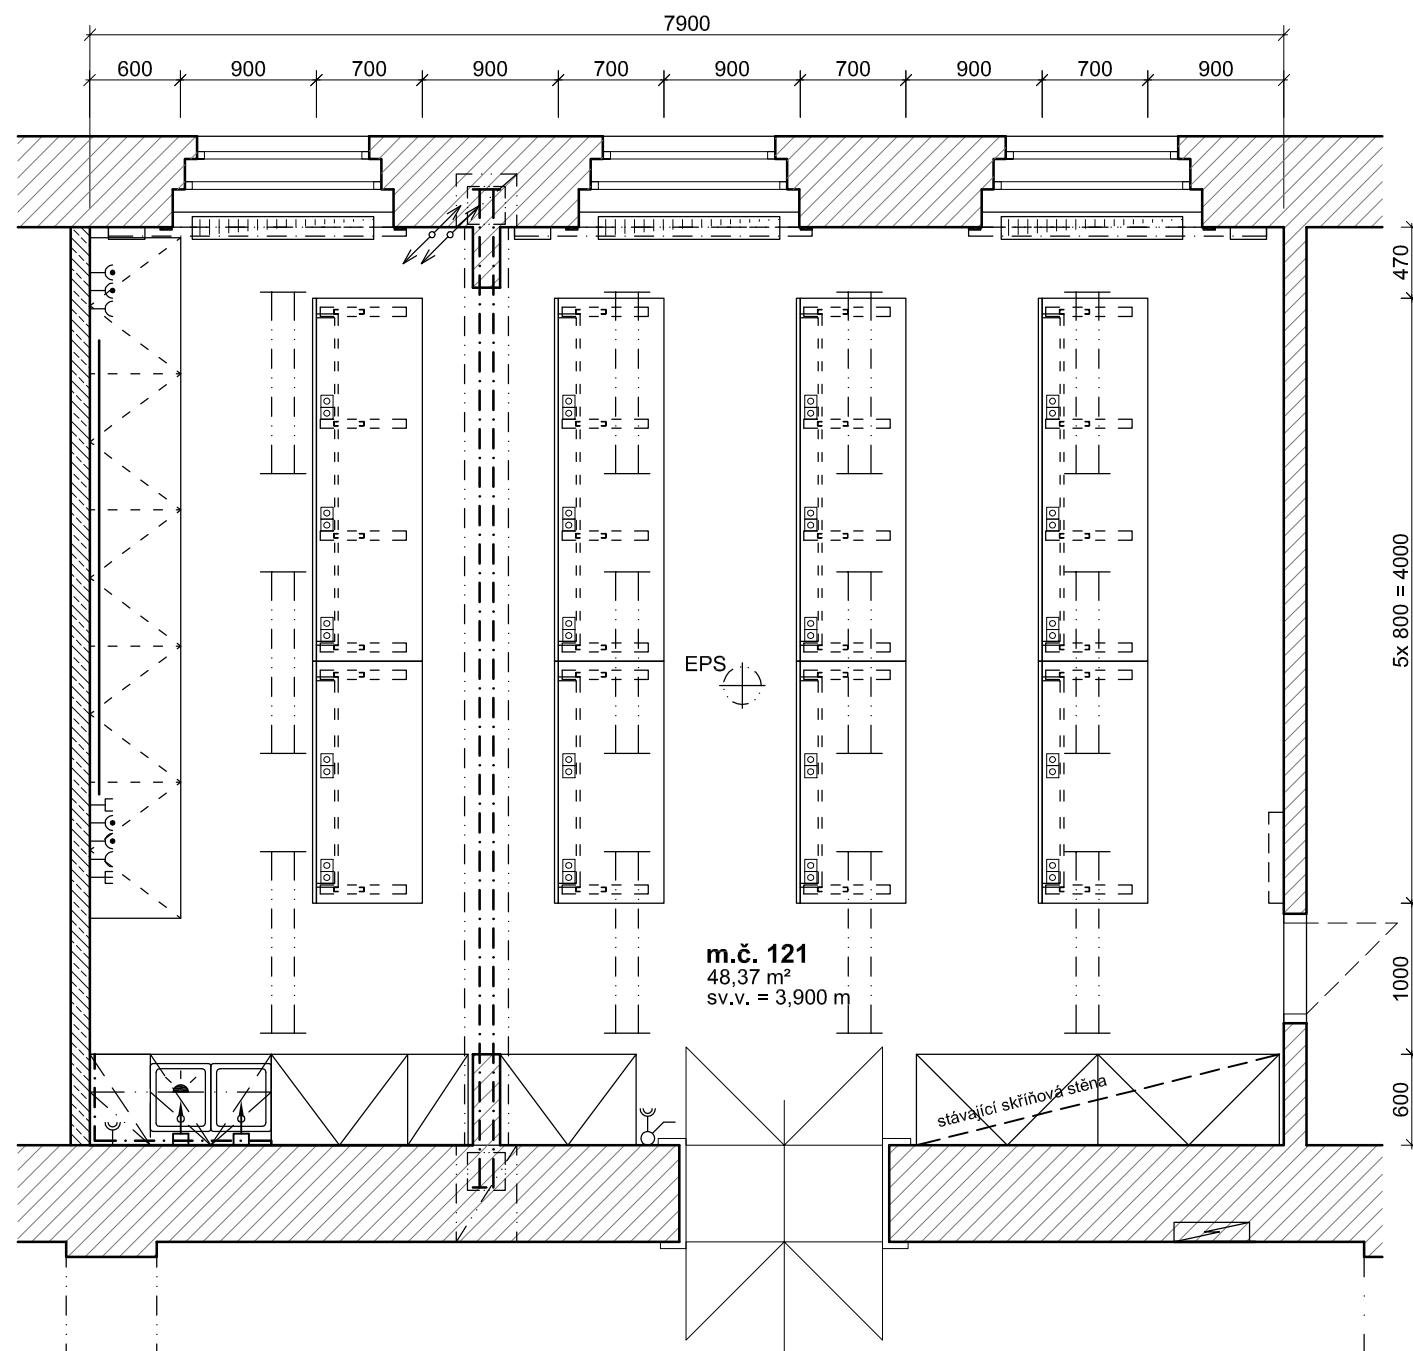 7900
600 900 700 900 700 900 700 900 700 900
470
5x 800 = 4000
EPS
m.č. 121
48,37 m²
sv.v. = 3,900 m
1000
stávající skříňová stěna
600